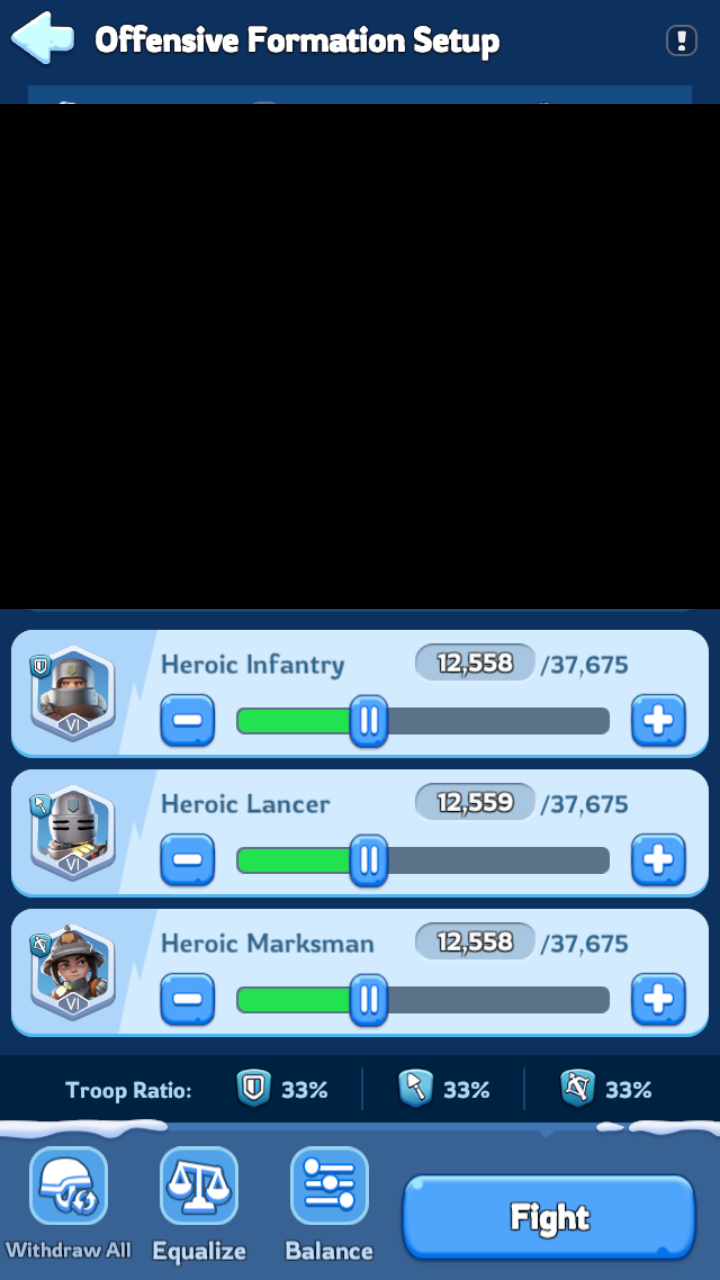 Offensive Formation Setup
Heroic Infantry 12,558 /37,675
VI
Heroic Lancer 12,559 /37,675
VI
Heroic Marksman 12,558 /37,675
VI
Troop Ratio: 33% 33% 33%
Withdraw All Equalize Balance Fight